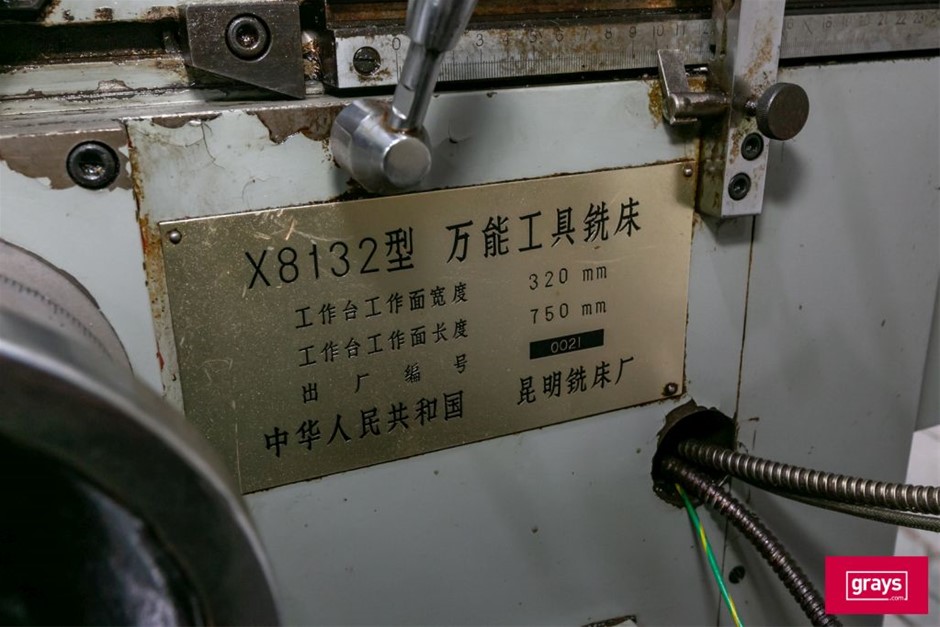 X8132型 万能工具铣床
工作台工作面宽度 320 mm
工作台工作面长度 750 mm
出厂编号 0021
中华人民共和国 昆明铣床厂
grays.com